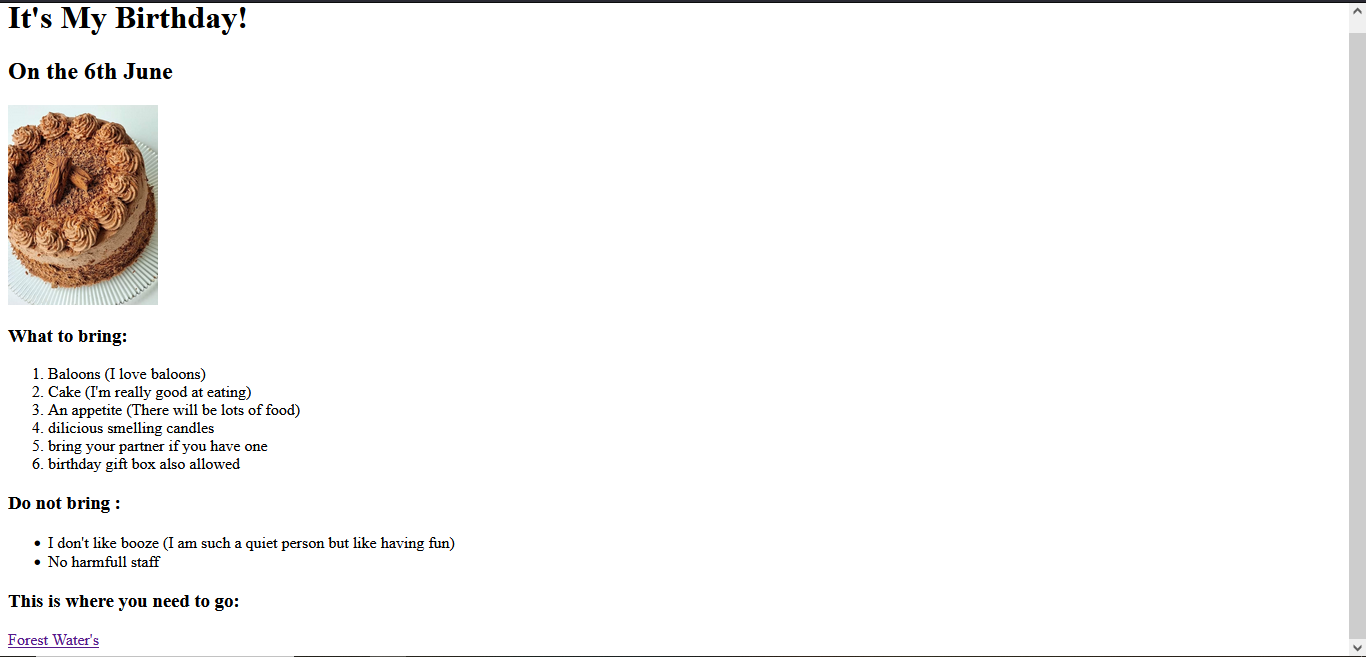 It's My Birthday!
On the 6th June
What to bring:
1. Baloons (I love baloons)
2. Cake (I'm really good at eating)
3. An appetite (There will be lots of food)
4. dilicious smelling candles
5. bring your partner if you have one
6. birthday gift box also allowed
Do not bring :
• I don't like booze (I am such a quiet person but like having fun)
• No harmfull staff
This is where you need to go:
Forest Water's